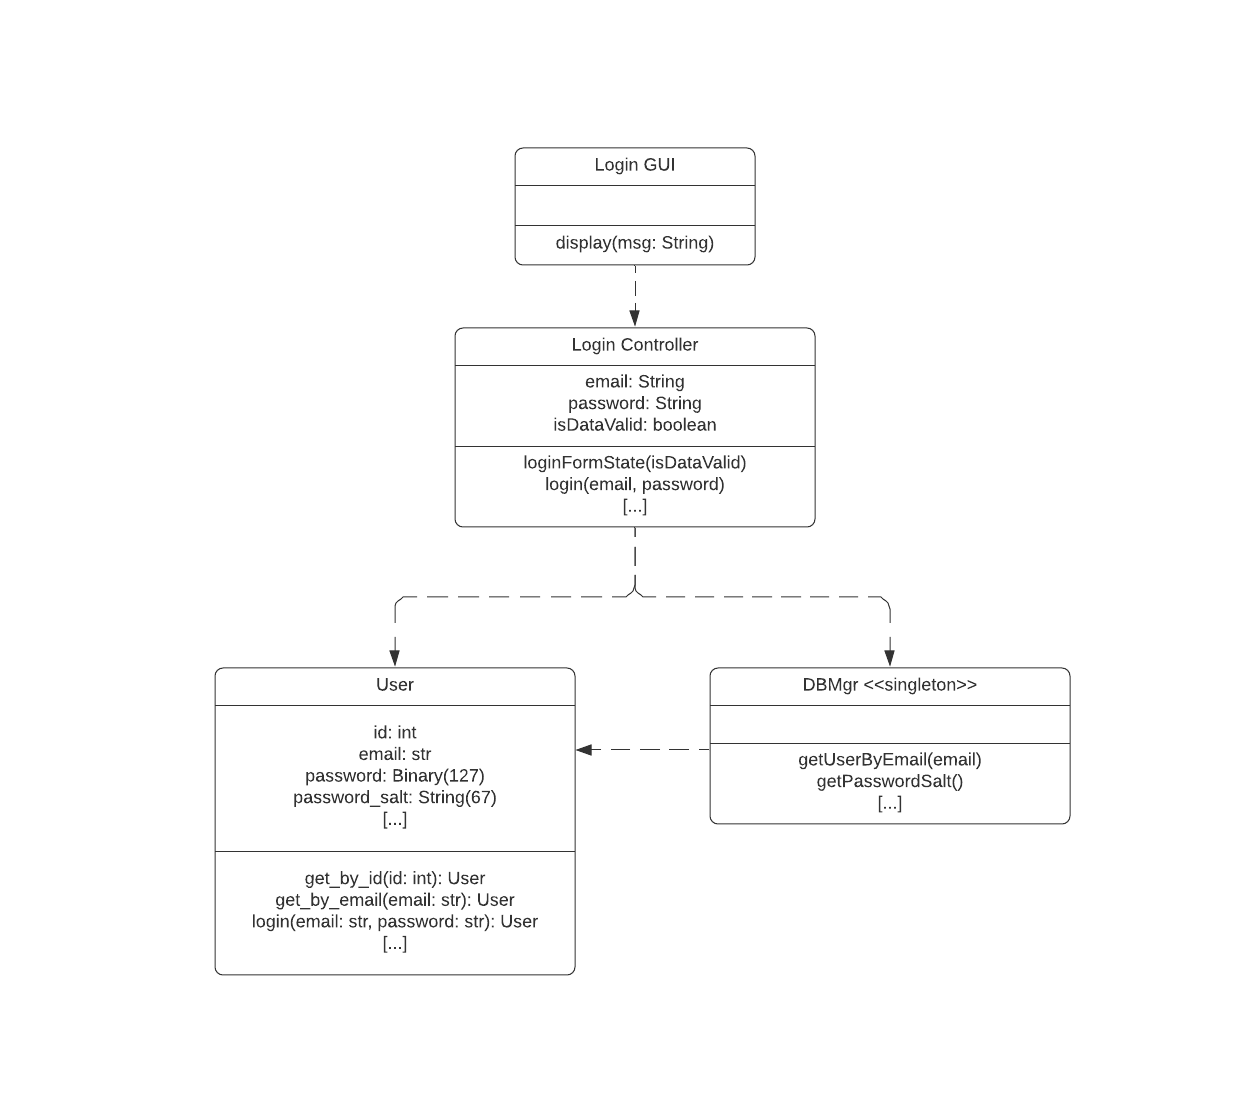 Login GUI
display(msg: String)
Login Controller
email: String
password: String
isDataValid: boolean
loginFormState(isDataValid)
login(email, password)
[...]
User
id: int
email: str
password: Binary(127)
password_salt: String(67)
[...]
get_by_id(id: int): User
get_by_email(email: str): User
login(email: str, password: str): User
[...]
DBMgr <<singleton>>
getUserByEmail(email)
getPasswordSalt()
[...]